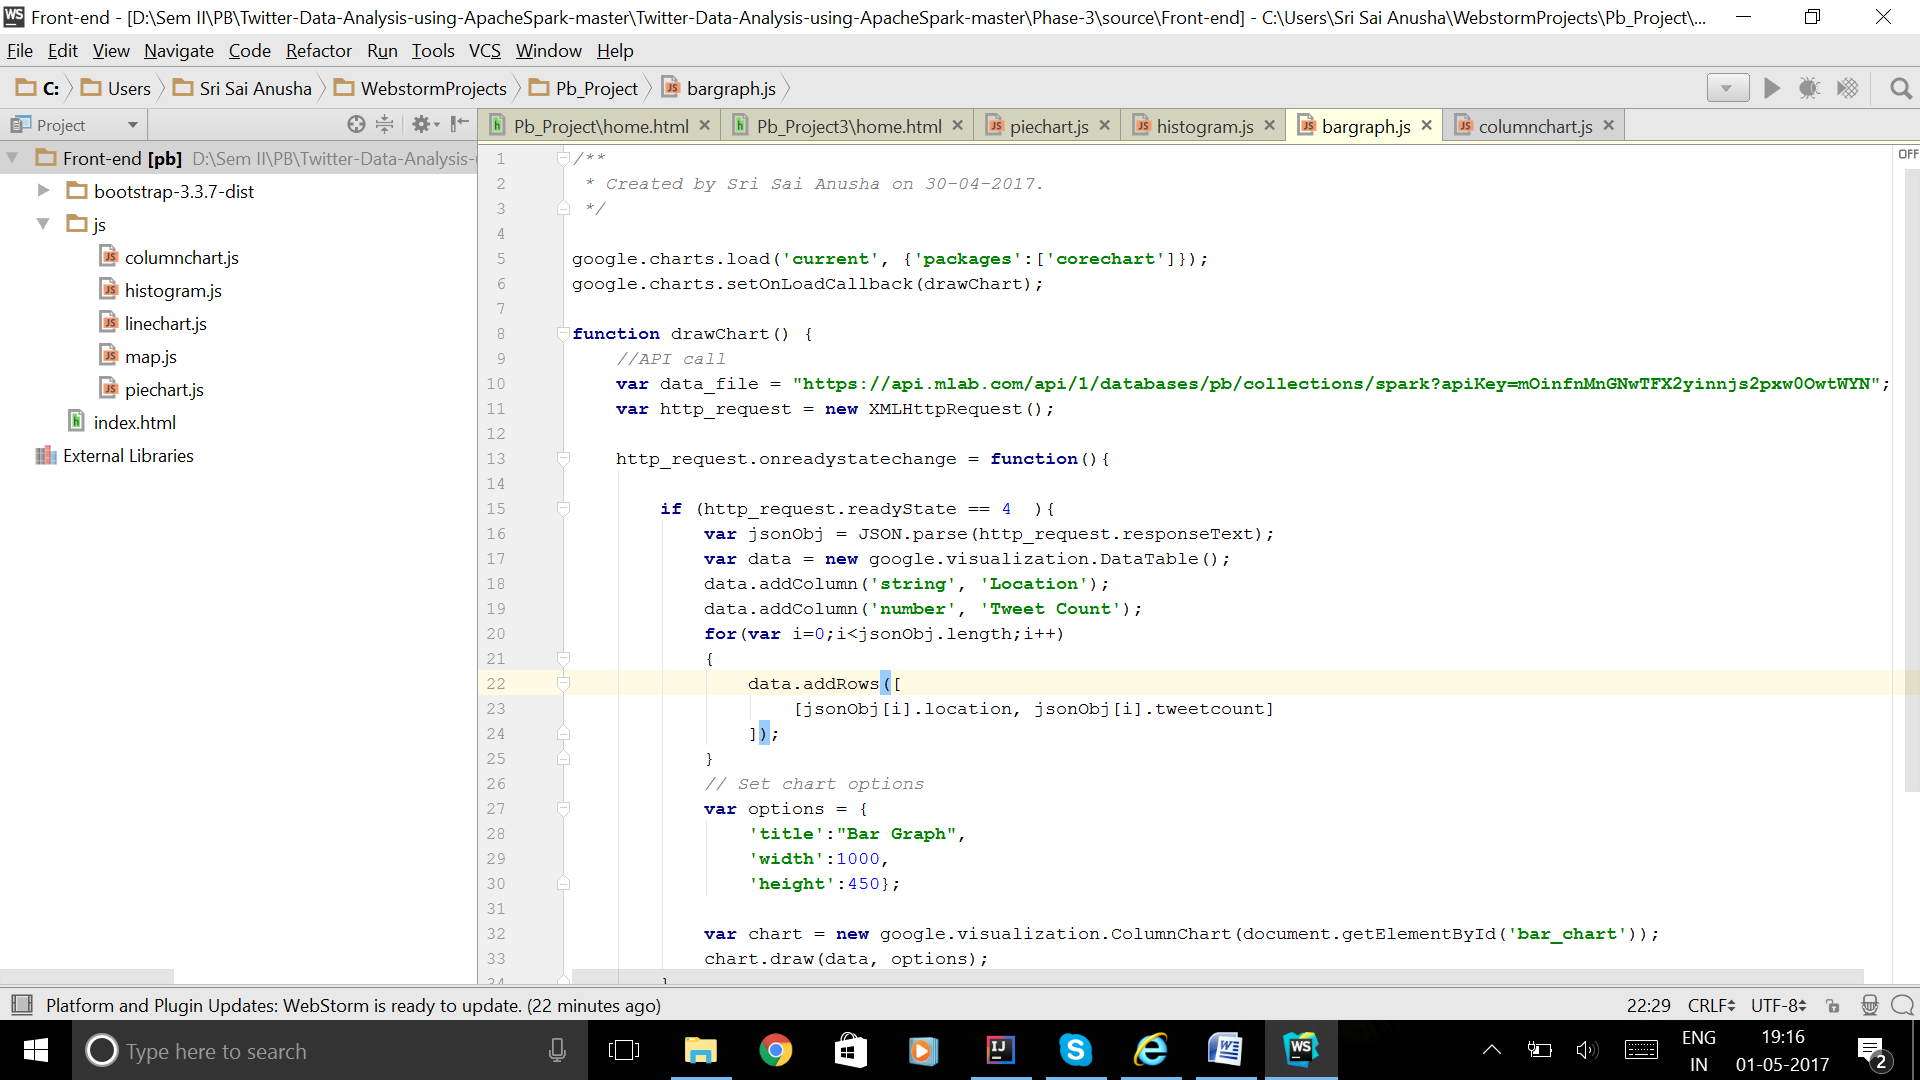 WS Front-end - [D:\Sem II\PB\Twitter-Data-Analysis-using-ApacheSpark-master\Twitter-Data-Analysis-using-ApacheSpark-master\Phase-3\source\Front-end] - C:\Users\Sri Sai Anusha\WebstormProjects\Pb_Project\...
File Edit View Navigate Code Refactor Run Tools VCS Window Help
C: Users Sri Sai Anusha WebstormProjects Pb_Project bargraph.js
Project
Pb_Project\home.html Pb_Project3\home.html piechart.js histogram.js bargraph.js columnchart.js
Front-end [pb] D:\Sem II\PB\Twitter-Data-Analysis-
bootstrap-3.3.7-dist
js
columnchart.js
histogram.js
linechart.js
map.js
piechart.js
index.html
External Libraries
OFF
1 /**
2 * Created by Sri Sai Anusha on 30-04-2017.
3 */
4
5 google.charts.load('current', {'packages':['corechart']});
6 google.charts.setOnLoadCallback(drawChart);
7
8 function drawChart() {
9 //API call
10 var data_file = "https://api.mlab.com/api/1/databases/pb/collections/spark?apiKey=mOinfnMnGNwTFX2yinnjs2pxw0OwtWYN";
11 var http_request = new XMLHttpRequest();
12
13 http_request.onreadystatechange = function(){
14
15 if (http_request.readyState == 4 ){
16 var jsonObj = JSON.parse(http_request.responseText);
17 var data = new google.visualization.DataTable();
18 data.addColumn('string', 'Location');
19 data.addColumn('number', 'Tweet Count');
20 for(var i=0;i<jsonObj.length;i++)
21 {
22 data.addRows([
23 [jsonObj[i].location, jsonObj[i].tweetcount]
24 ]);
25 }
26 // Set chart options
27 var options = {
28 'title':"Bar Graph",
29 'width':1000,
30 'height':450};
31
32 var chart = new google.visualization.ColumnChart(document.getElementById('bar_chart'));
33 chart.draw(data, options);
34 }
Platform and Plugin Updates: WebStorm is ready to update. (22 minutes ago) 22:29 CRLF UTF-8
Type here to search
ENG
IN
19:16
01-05-2017
2